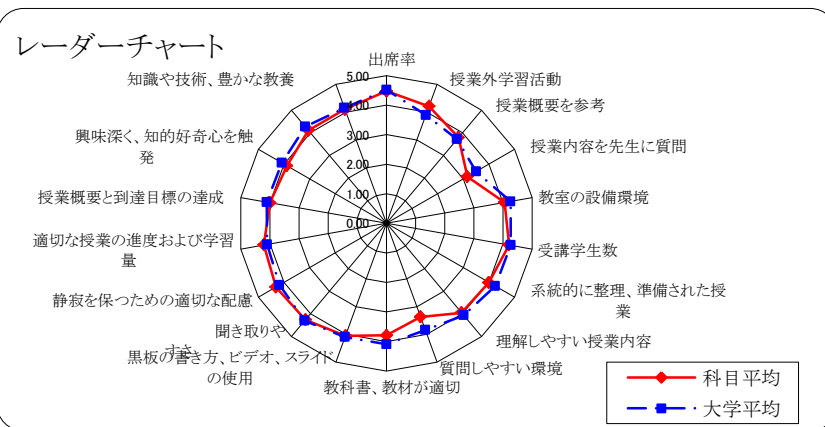 レーダーチャート
出席率
授業外学習活動
授業概要を参考
授業内容を先生に質問
教室の設備環境
受講学生数
系統的に整理、準備された授
業
理解しやすい授業内容
質問しやすい環境
教科書、教材が適切
黒板の書き方、ビデオ、スライド
の使用
聞き取りや
すさ
静寂を保つための適切な配慮
適切な授業の進度および学習
量
授業概要と到達目標の達成
興味深く、知的好奇心を触
発
知識や技術、豊かな教養
5.00
4.00
3.00
2.00
1.00
0.00
科目平均
大学平均